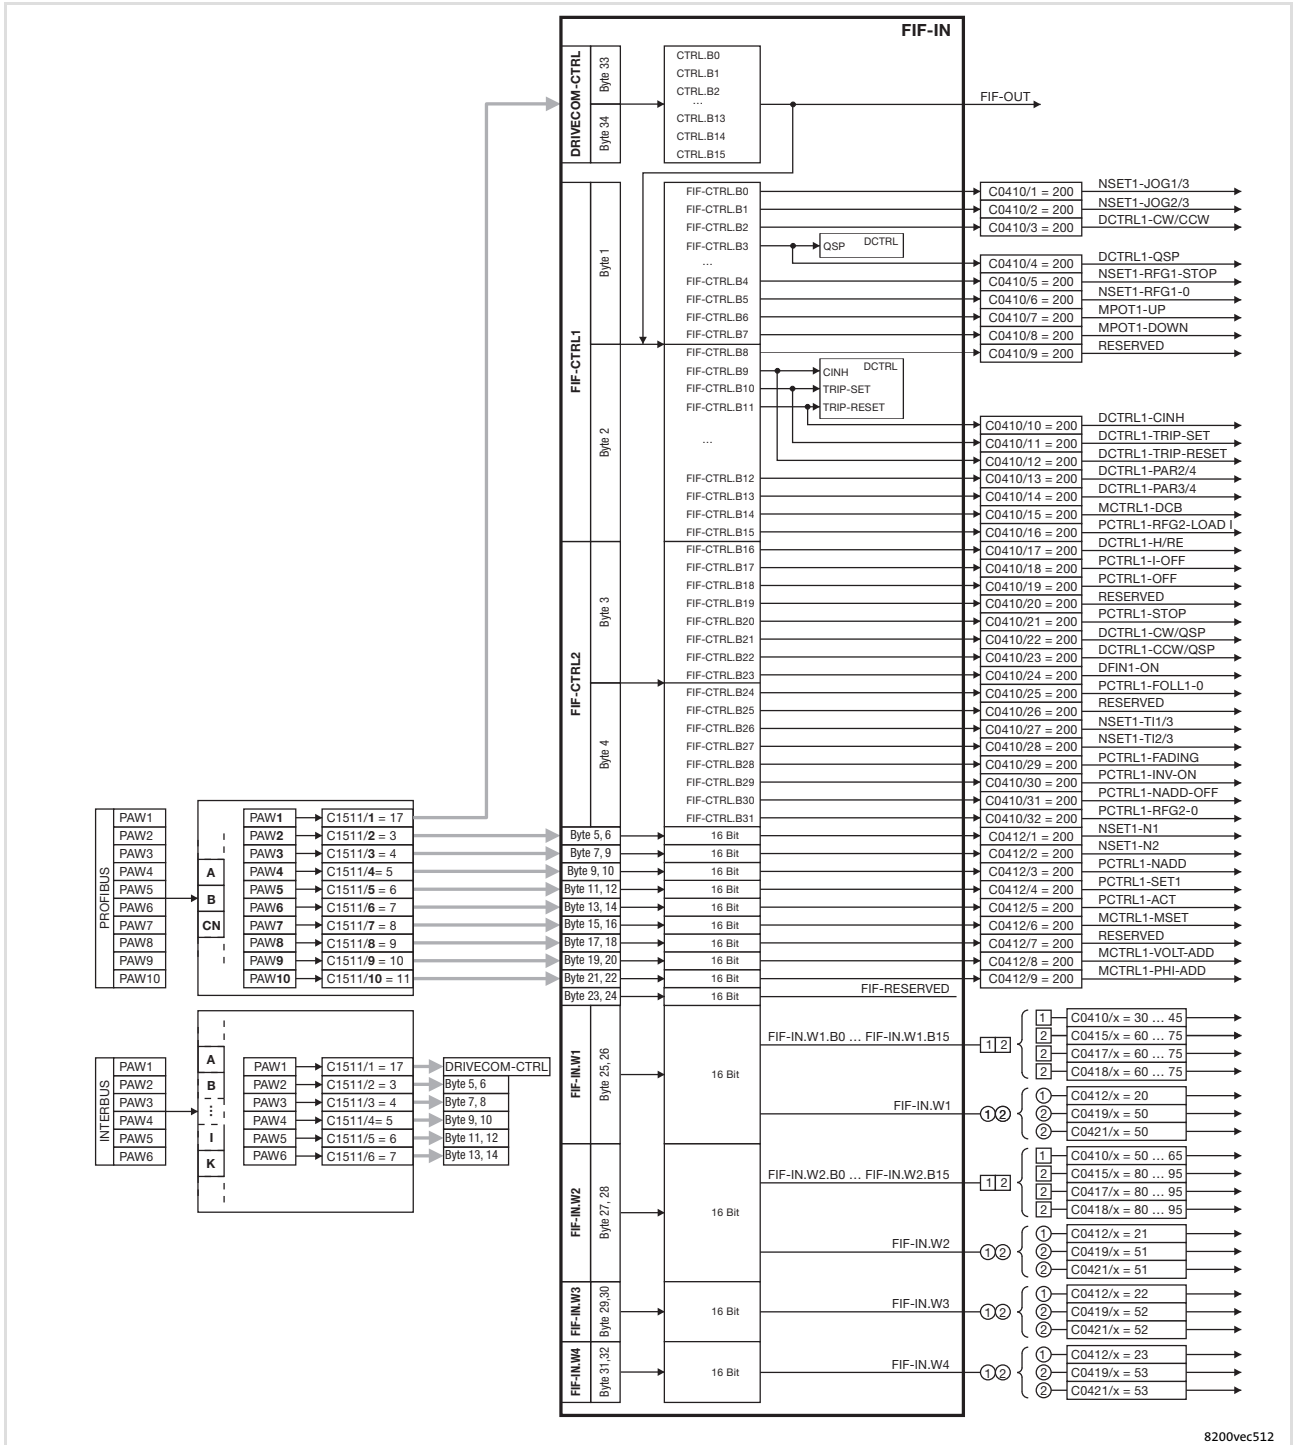 FIF-IN
DRIVECOM-CTRL
Byte 33
Byte 34
CTRL.B0
CTRL.B1
CTRL.B2
...
CTRL.B13
CTRL.B14
CTRL.B15
FIF-OUT
FIF-CTRL1
Byte 1
Byte 2
FIF-CTRL.B0 C0410/1 = 200 NSET1-JOG1/3
FIF-CTRL.B1 C0410/2 = 200 NSET1-JOG2/3
FIF-CTRL.B2 C0410/3 = 200 DCTRL1-CW/CCW
FIF-CTRL.B3 QSP DCTRL
... C0410/4 = 200 DCTRL1-QSP
FIF-CTRL.B4 C0410/5 = 200 NSET1-RFG1-STOP
FIF-CTRL.B5 C0410/6 = 200 NSET1-RFG1-0
FIF-CTRL.B6 C0410/7 = 200 MPOT1-UP
FIF-CTRL.B7 C0410/8 = 200 MPOT1-DOWN
FIF-CTRL.B8 C0410/9 = 200 RESERVED
FIF-CTRL.B9 CINH DCTRL
FIF-CTRL.B10 TRIP-SET
FIF-CTRL.B11 TRIP-RESET
C0410/10 = 200 DCTRL1-CINH
... C0410/11 = 200 DCTRL1-TRIP-SET
C0410/12 = 200 DCTRL1-TRIP-RESET
FIF-CTRL.B12 C0410/13 = 200 DCTRL1-PAR2/4
FIF-CTRL.B13 C0410/14 = 200 DCTRL1-PAR3/4
FIF-CTRL.B14 C0410/15 = 200 MCTRL1-DCB
FIF-CTRL.B15 C0410/16 = 200 PCTRL1-RFG2-LOAD I
FIF-CTRL2
Byte 3
Byte 4
FIF-CTRL.B16 C0410/17 = 200 DCTRL1-H/RE
FIF-CTRL.B17 C0410/18 = 200 PCTRL1-I-OFF
FIF-CTRL.B18 C0410/19 = 200 PCTRL1-OFF
FIF-CTRL.B19 C0410/20 = 200 RESERVED
FIF-CTRL.B20 C0410/21 = 200 PCTRL1-STOP
FIF-CTRL.B21 C0410/22 = 200 DCTRL1-CW/QSP
FIF-CTRL.B22 C0410/23 = 200 DCTRL1-CCW/QSP
FIF-CTRL.B23 C0410/24 = 200 DFIN1-ON
FIF-CTRL.B24 C0410/25 = 200 PCTRL1-FOLL1-0
FIF-CTRL.B25 C0410/26 = 200 RESERVED
FIF-CTRL.B26 C0410/27 = 200 NSET1-TI1/3
FIF-CTRL.B27 C0410/28 = 200 NSET1-TI2/3
FIF-CTRL.B28 C0410/29 = 200 PCTRL1-FADING
FIF-CTRL.B29 C0410/30 = 200 PCTRL1-INV-ON
FIF-CTRL.B30 C0410/31 = 200 PCTRL1-NADD-OFF
FIF-CTRL.B31 C0410/32 = 200 PCTRL1-RFG2-0
PROFIBUS
A
B
CN
PAW1 PAW1 C1511/1 = 17
PAW2 PAW2 C1511/2 = 3 Byte 5, 6 16 Bit C0412/1 = 200 NSET1-N1
PAW3 PAW3 C1511/3 = 4 Byte 7, 9 16 Bit C0412/2 = 200 NSET1-N2
PAW4 PAW4 C1511/4= 5 Byte 9, 10 16 Bit C0412/3 = 200 PCTRL1-NADD
PAW5 PAW5 C1511/5 = 6 Byte 11, 12 16 Bit C0412/4 = 200 PCTRL1-SET1
PAW6 PAW6 C1511/6 = 7 Byte 13, 14 16 Bit C0412/5 = 200 PCTRL1-ACT
PAW7 PAW7 C1511/7 = 8 Byte 15, 16 16 Bit C0412/6 = 200 MCTRL1-MSET
PAW8 PAW8 C1511/8 = 9 Byte 17, 18 16 Bit C0412/7 = 200 RESERVED
PAW9 PAW9 C1511/9 = 10 Byte 19, 20 16 Bit C0412/8 = 200 MCTRL1-VOLT-ADD
PAW10 PAW10 C1511/10 = 11 Byte 21, 22 16 Bit C0412/9 = 200 MCTRL1-PHI-ADD
Byte 23, 24 16 Bit FIF-RESERVED
INTERBUS
A
B
...
I
K
PAW1 PAW1 C1511/1 = 17 DRIVECOM-CTRL
PAW2 PAW2 C1511/2 = 3 Byte 5, 6
PAW3 PAW3 C1511/3 = 4 Byte 7, 8
PAW4 PAW4 C1511/4= 5 Byte 9, 10
PAW5 PAW5 C1511/5 = 6 Byte 11, 12
PAW6 PAW6 C1511/6 = 7 Byte 13, 14
FIF-IN.W1
Byte 25, 26
16 Bit
FIF-IN.W1.B0 ... FIF-IN.W1.B15 1 2
1 C0410/x = 30 ... 45
2 C0415/x = 60 ... 75
2 C0417/x = 60 ... 75
2 C0418/x = 60 ... 75
FIF-IN.W1 1 2
1 C0412/x = 20
2 C0419/x = 50
2 C0421/x = 50
FIF-IN.W2
Byte 27, 28
16 Bit
FIF-IN.W2.B0 ... FIF-IN.W2.B15 1 2
1 C0410/x = 50 ... 65
2 C0415/x = 80 ... 95
2 C0417/x = 80 ... 95
2 C0418/x = 80 ... 95
FIF-IN.W2 1 2
1 C0412/x = 21
2 C0419/x = 51
2 C0421/x = 51
FIF-IN.W3
Byte 29,30
16 Bit
FIF-IN.W3 1 2
1 C0412/x = 22
2 C0419/x = 52
2 C0421/x = 52
FIF-IN.W4
Byte 31,32
16 Bit
FIF-IN.W4 1 2
1 C0412/x = 23
2 C0419/x = 53
2 C0421/x = 53
8200vec512